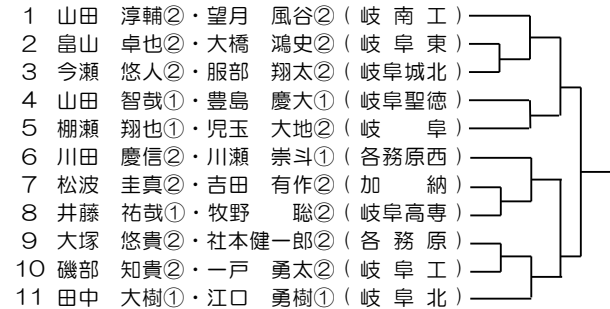 1 山田 淳輔②・望月 風谷② ( 岐 南 工 )
2 畠山 卓也②・大橋 鴻史② ( 岐 阜 東 )
3 今瀬 悠人②・服部 翔太② ( 岐阜城北 )
4 山田 智哉①・豊島 慶大① ( 岐阜聖徳 )
5 棚瀬 翔也①・児玉 大地② ( 岐 阜 )
6 川田 慶信②・川瀬 崇斗① ( 各務原西 )
7 松波 圭真②・吉田 有作② ( 加 納 )
8 井藤 祐哉①・牧野 聡② ( 岐阜高専 )
9 大塚 悠貴②・社本健一郎② ( 各 務 原 )
10 磯部 知貴②・一戸 勇太② ( 岐 阜 工 )
11 田中 大樹①・江口 勇樹① ( 岐 阜 北 )